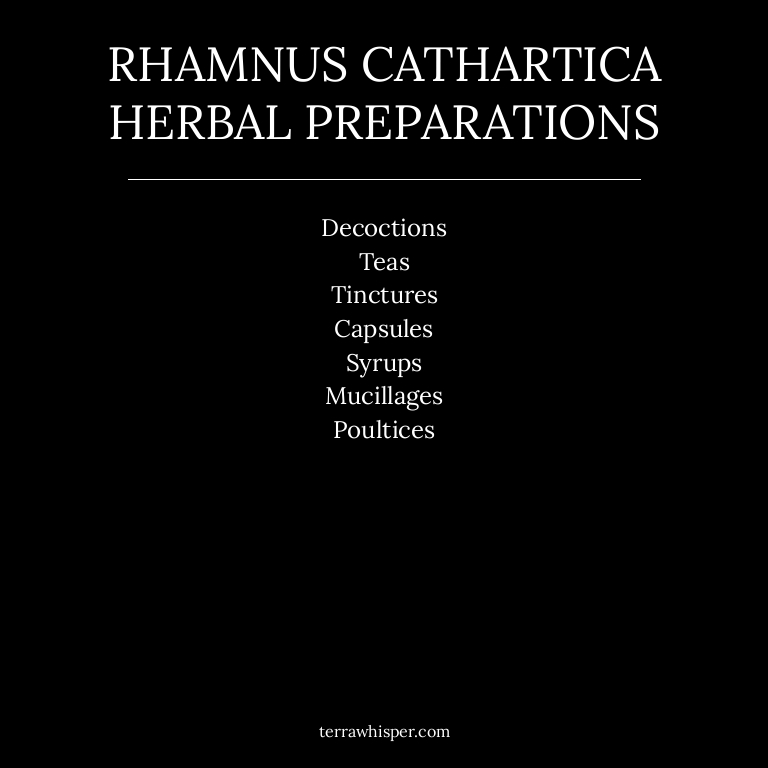 RHAMNUS CATHARTICA
HERBAL PREPARATIONS
Decoctions
Teas
Tinctures
Capsules
Syrups
Mucillages
Poultices
terrawhisper.com